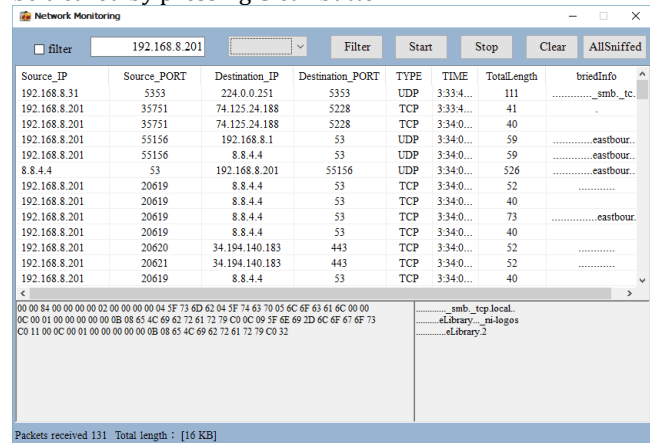 Network Monitoring
filter 192.168.8.201 Filter Start Stop Clear AllSniffed
Source_IP Source_PORT Destination_IP Destination_PORT TYPE TIME TotalLength briedInfo
192.168.8.31 5353 224.0.0.251 5353 UDP 3:33:4... 111 ............._smb._tc.
192.168.8.201 35751 74.125.24.188 5228 TCP 3:33:4... 41 .
192.168.8.201 35751 74.125.24.188 5228 TCP 3:34:0... 40
192.168.8.201 55156 192.168.8.1 53 UDP 3:34:0... 59 .............eastbour..
192.168.8.201 55156 8.8.4.4 53 UDP 3:34:0... 59 .............eastbour..
8.8.4.4 53 192.168.8.201 55156 UDP 3:34:0... 526 .............eastbour..
192.168.8.201 20619 8.8.4.4 53 TCP 3:34:0... 52 ............
192.168.8.201 20619 8.8.4.4 53 TCP 3:34:0... 40
192.168.8.201 20619 8.8.4.4 53 TCP 3:34:0... 73 ...............eastbour.
192.168.8.201 20619 8.8.4.4 53 TCP 3:34:0... 40
192.168.8.201 20620 34.194.140.183 443 TCP 3:34:0... 52 ............
192.168.8.201 20621 34.194.140.183 443 TCP 3:34:0... 52 ............
192.168.8.201 20619 8.8.4.4 53 TCP 3:34:0... 40
00 00 84 00 00 00 00 02 00 00 00 00 04 5F 73 6D 62 04 5F 74 63 70 05 6C 6F 63 61 6C 00 00
0C 00 01 00 00 00 00 00 0B 08 65 4C 69 62 72 61 72 79 C0 0C 09 5F 6E 69 2D 6C 6F 67 6F 73
C0 11 00 0C 00 01 00 00 00 00 00 0B 08 65 4C 69 62 72 61 72 79 C0 32
............._smb._tcp.local..
..........eLibrary..._ni-logos
.............eLibrary.2
Packets received 131 Total length : [16 KB]